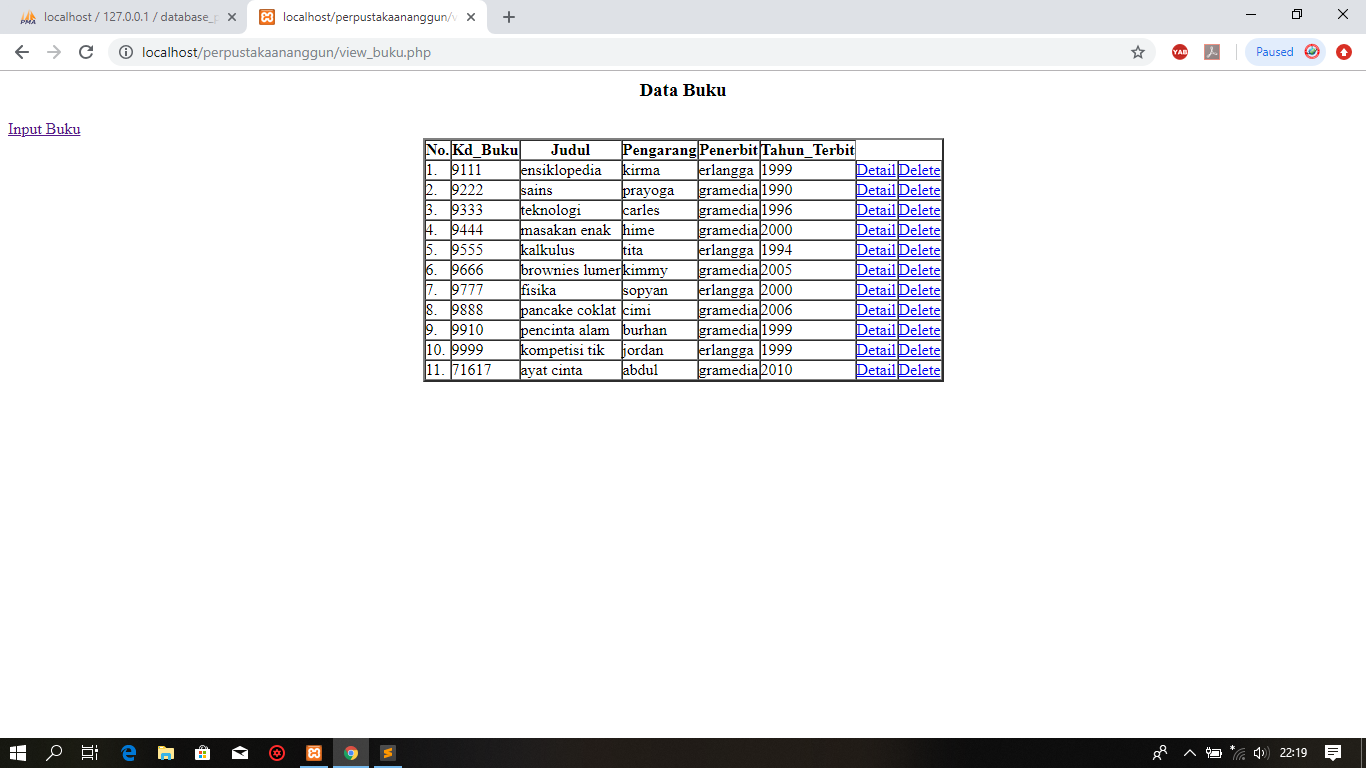 localhost / 127.0.0.1 / database_p
localhost/perpustakaananggun/v
localhost/perpustakaananggun/view_buku.php
Paused
Data Buku
Input Buku
No. Kd_Buku Judul Pengarang Penerbit Tahun_Terbit
1. 9111 ensiklopedia kirma erlangga 1999 Detail Delete
2. 9222 sains prayoga gramedia 1990 Detail Delete
3. 9333 teknologi carles gramedia 1996 Detail Delete
4. 9444 masakan enak hime gramedia 2000 Detail Delete
5. 9555 kalkulus tita erlangga 1994 Detail Delete
6. 9666 brownies lumer kimmy gramedia 2005 Detail Delete
7. 9777 fisika sopyan erlangga 2000 Detail Delete
8. 9888 pancake coklat cimi gramedia 2006 Detail Delete
9. 9910 pencinta alam burhan gramedia 1999 Detail Delete
10. 9999 kompetisi tik jordan erlangga 1999 Detail Delete
11. 71617 ayat cinta abdul gramedia 2010 Detail Delete
22:19